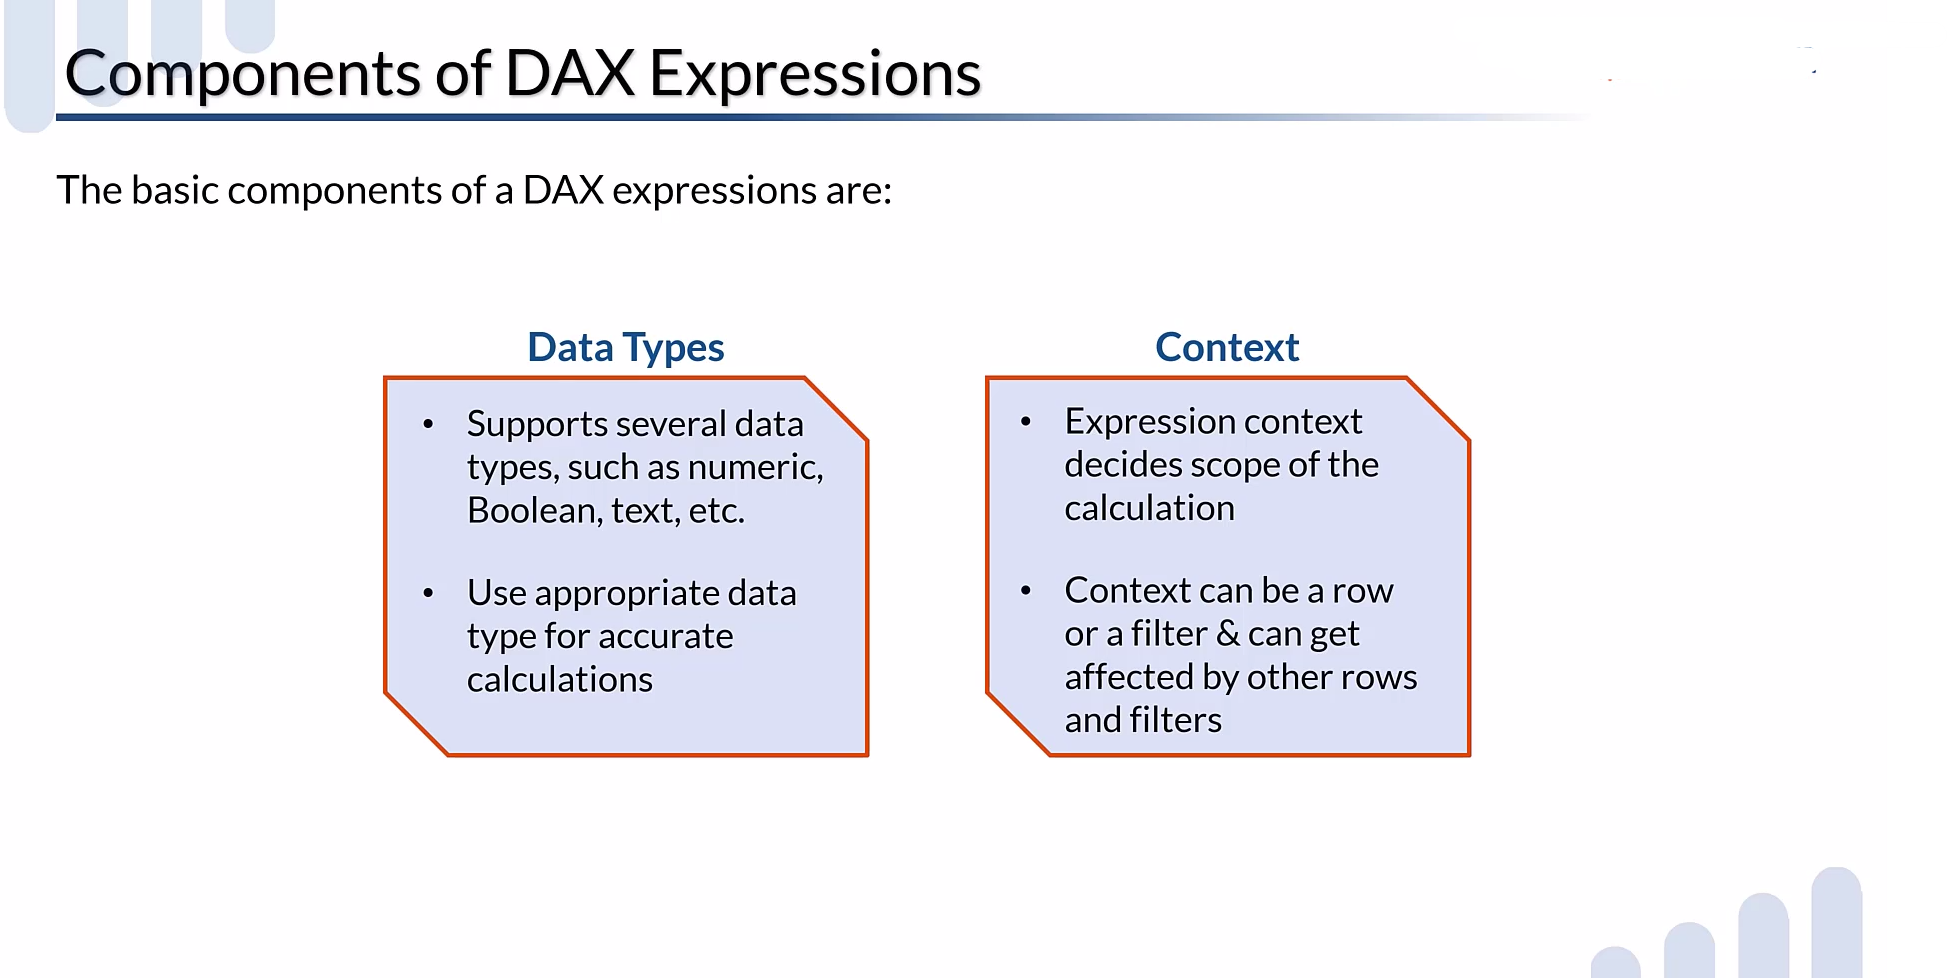 Components of DAX Expressions
The basic components of a DAX expressions are:
Data Types
• Supports several data
types, such as numeric,
Boolean, text, etc.
• Use appropriate data
type for accurate
calculations
Context
• Expression context
decides scope of the
calculation
• Context can be a row
or a filter & can get
affected by other rows
and filters